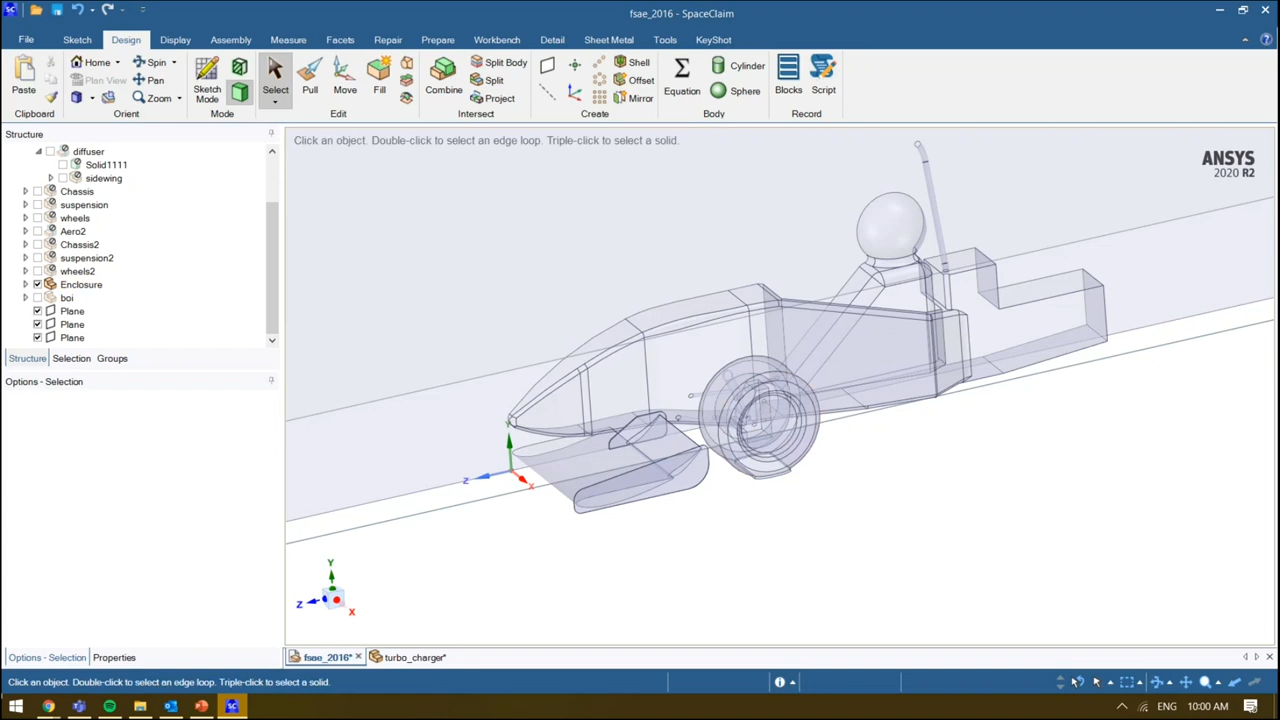 fsae_2016 - SpaceClaim
File Sketch Design Display Assembly Measure Facets Repair Prepare Workbench Detail Sheet Metal Tools KeyShot
Paste
Clipboard
Home Spin
Plan View Pan
Zoom
Orient
Sketch Mode
Mode
Select Pull Move Fill
Edit
Combine
Split Body
Split
Project
Intersect
Shell
Offset
Mirror
Create
Equation
Cylinder
Sphere
Body
Blocks Script
Record
Structure
diffuser
Solid1111
sidewing
Chassis
suspension
wheels
Aero2
Chassis2
suspension2
wheels2
Enclosure
boi
Plane
Plane
Plane
Structure Selection Groups
Options - Selection
Options - Selection Properties
Click an object. Double-click to select an edge loop. Triple-click to select a solid.
ANSYS
2020 R2
Y
Z
X
Y
Z
X
fsae_2016* turbo_charger*
Click an object. Double-click to select an edge loop. Triple-click to select a solid.
ENG 10:00 AM